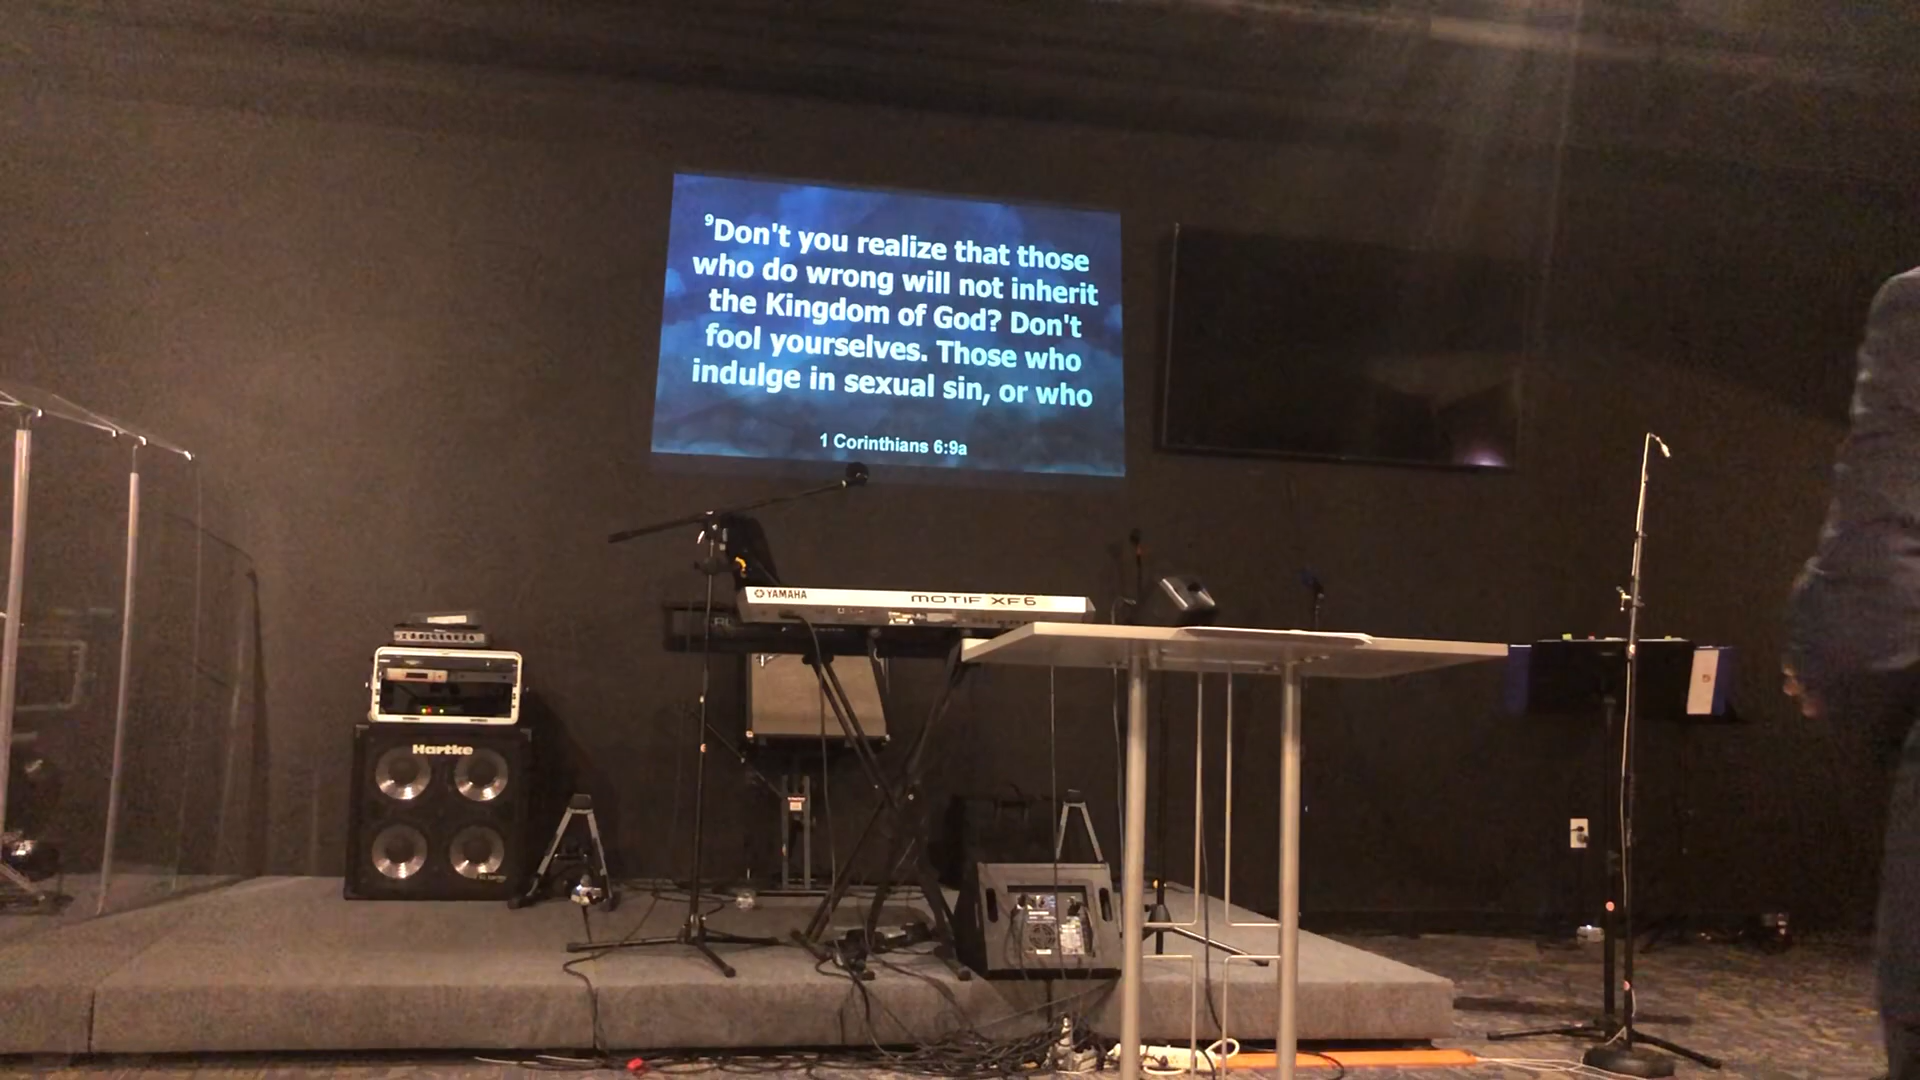 ⁹Don't you realize that those
who do wrong will not inherit
the Kingdom of God? Don't
fool yourselves. Those who
indulge in sexual sin, or who
1 Corinthians 6:9a
YAMAHA MOTIF XF6
Hartke